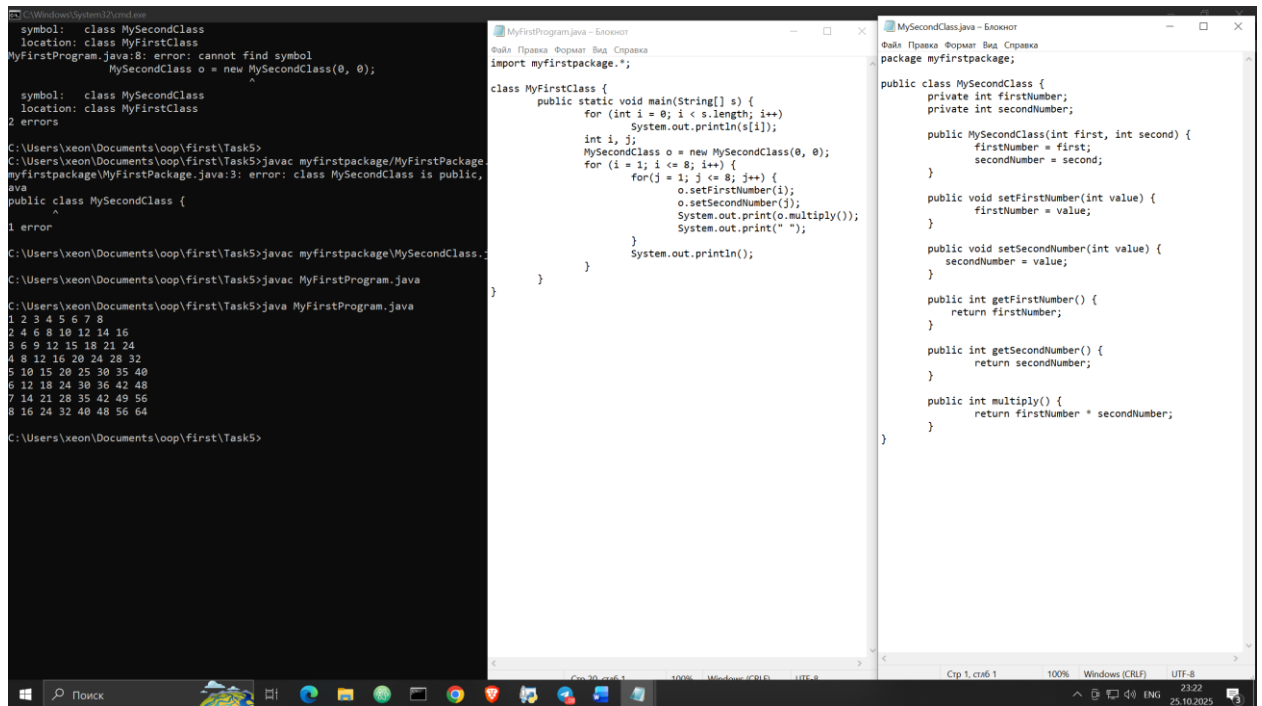 C:\Windows\System32\cmd.exe
symbol:   class MySecondClass
location: class MyFirstClass
MyFirstProgram.java:8: error: cannot find symbol
MySecondClass o = new MySecondClass(0, 0);
^
symbol:   class MySecondClass
location: class MyFirstClass
2 errors
C:\Users\xeon\Documents\oop\first\Task5>
C:\Users\xeon\Documents\oop\first\Task5>javac myfirstpackage/MyFirstPackage.
myfirstpackage\MyFirstPackage.java:3: error: class MySecondClass is public,
ava
public class MySecondClass {
^
1 error
C:\Users\xeon\Documents\oop\first\Task5>javac myfirstpackage\MySecondClass.j
C:\Users\xeon\Documents\oop\first\Task5>javac MyFirstProgram.java
C:\Users\xeon\Documents\oop\first\Task5>java MyFirstProgram.java
1 2 3 4 5 6 7 8
2 4 6 8 10 12 14 16
3 6 9 12 15 18 21 24
4 8 12 16 20 24 28 32
5 10 15 20 25 30 35 40
6 12 18 24 30 36 42 48
7 14 21 28 35 42 49 56
8 16 24 32 40 48 56 64
C:\Users\xeon\Documents\oop\first\Task5>
MyFirstProgram.java – Блокнот
Файл Правка Формат Вид Справка
import myfirstpackage.*;
class MyFirstClass {
public static void main(String[] s) {
for (int i = 0; i < s.length; i++)
System.out.println(s[i]);
int i, j;
MySecondClass o = new MySecondClass(0, 0);
for (i = 1; i <= 8; i++) {
for(j = 1; j <= 8; j++) {
o.setFirstNumber(i);
o.setSecondNumber(j);
System.out.print(o.multiply());
System.out.print(" ");
}
System.out.println();
}
}
}
Стр 20, стлб 1 100% Windows (CRLF) UTF-8
MySecondClass.java – Блокнот
Файл Правка Формат Вид Справка
package myfirstpackage;
public class MySecondClass {
private int firstNumber;
private int secondNumber;
public MySecondClass(int first, int second) {
firstNumber = first;
secondNumber = second;
}
public void setFirstNumber(int value) {
firstNumber = value;
}
public void setSecondNumber(int value) {
secondNumber = value;
}
public int getFirstNumber() {
return firstNumber;
}
public int getSecondNumber() {
return secondNumber;
}
public int multiply() {
return firstNumber * secondNumber;
}
}
Стр 1, стлб 1 100% Windows (CRLF) UTF-8
Поиск
ENG
23:22
25.10.2025
3